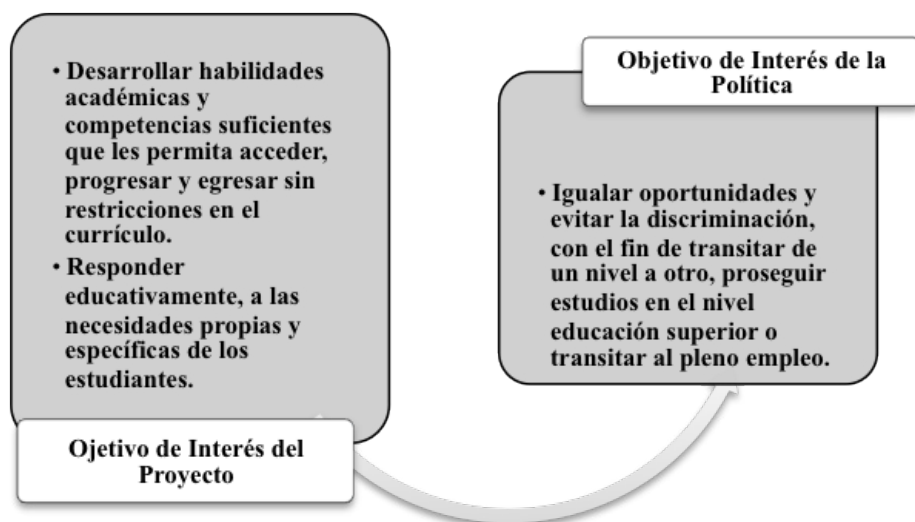 • Desarrollar habilidades
académicas y
competencias suficientes
que les permita acceder,
progresar y egresar sin
restricciones en el
currículo.
• Responder
educativamente, a las
necesidades propias y
específicas de los
estudiantes.
Ojetivo de Interés del
Proyecto
Objetivo de Interés de la
Política
• Igualar oportunidades y
evitar la discriminación,
con el fin de transitar de
un nivel a otro, proseguir
estudios en el nivel
educación superior o
transitar al pleno empleo.